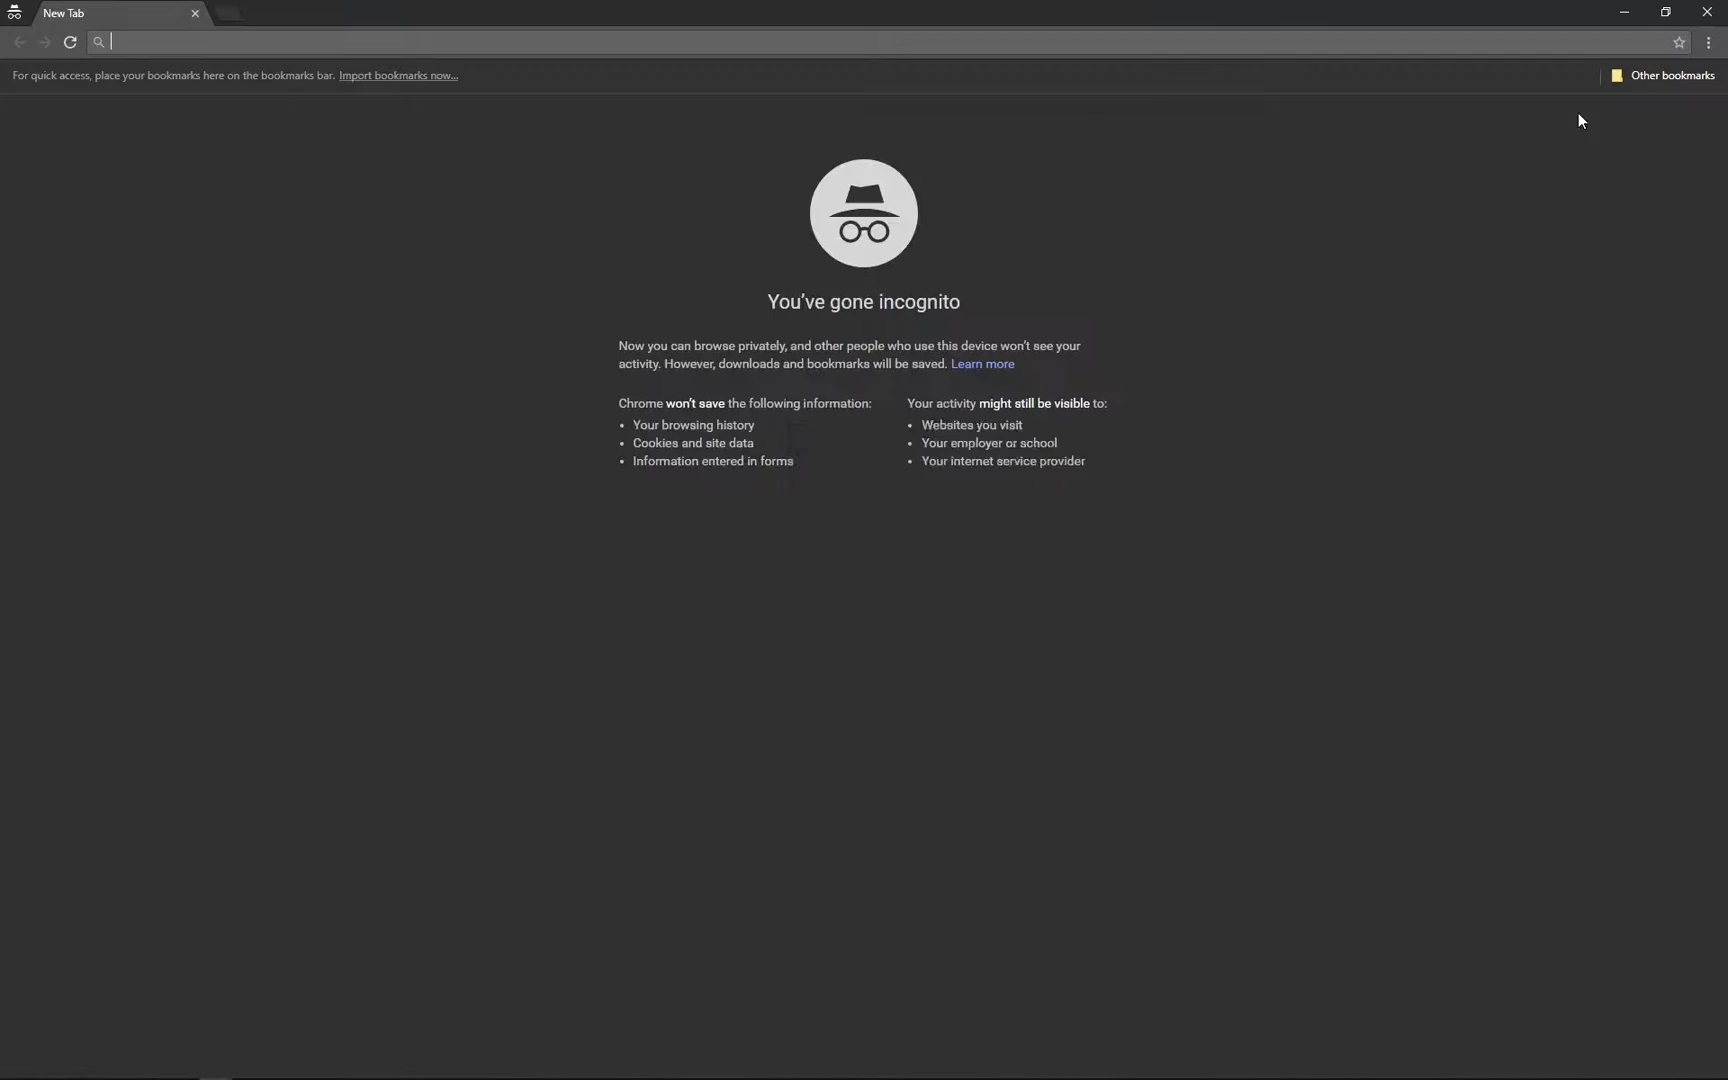 New Tab
For quick access, place your bookmarks here on the bookmarks bar. Import bookmarks now...
Other bookmarks
You've gone incognito
Now you can browse privately, and other people who use this device won't see your
activity. However, downloads and bookmarks will be saved. Learn more
Chrome won't save the following information:
• Your browsing history
• Cookies and site data
• Information entered in forms
Your activity might still be visible to:
• Websites you visit
• Your employer or school
• Your internet service provider